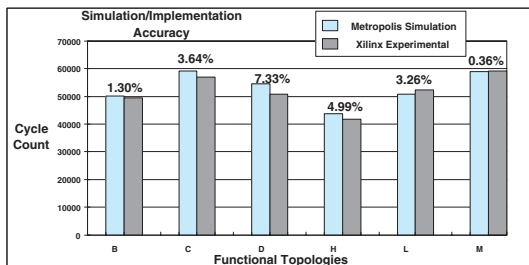 Simulation/Implementation
Accuracy
Metropolis Simulation
Xilinx Experimental
70000
60000
50000
40000
30000
20000
10000
0
Cycle
Count
1.30%
3.64%
7.33%
4.99%
3.26%
0.36%
B C D H L M
Functional Topologies